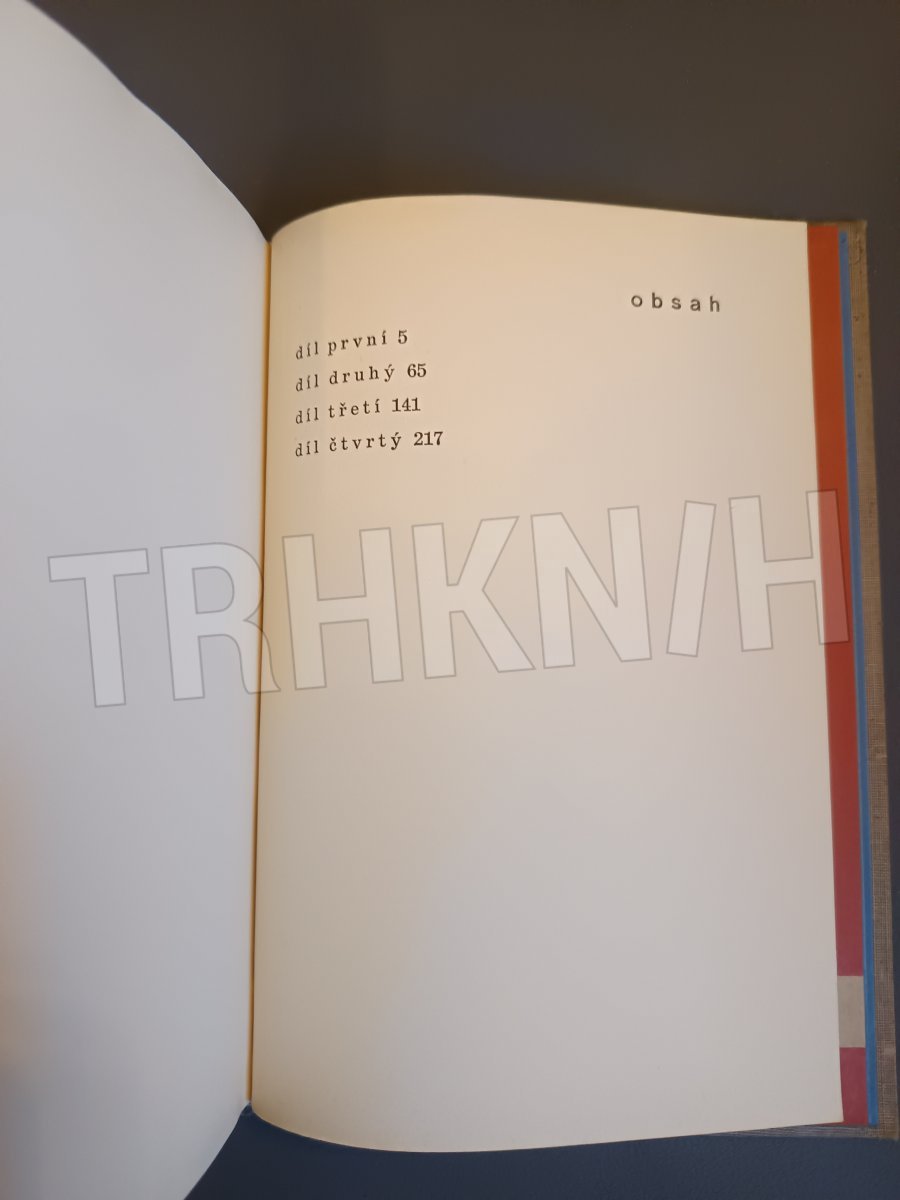 obsah
díl první 5
díl druhý 65
díl třetí 141
díl čtvrtý 217
TRHKNIH